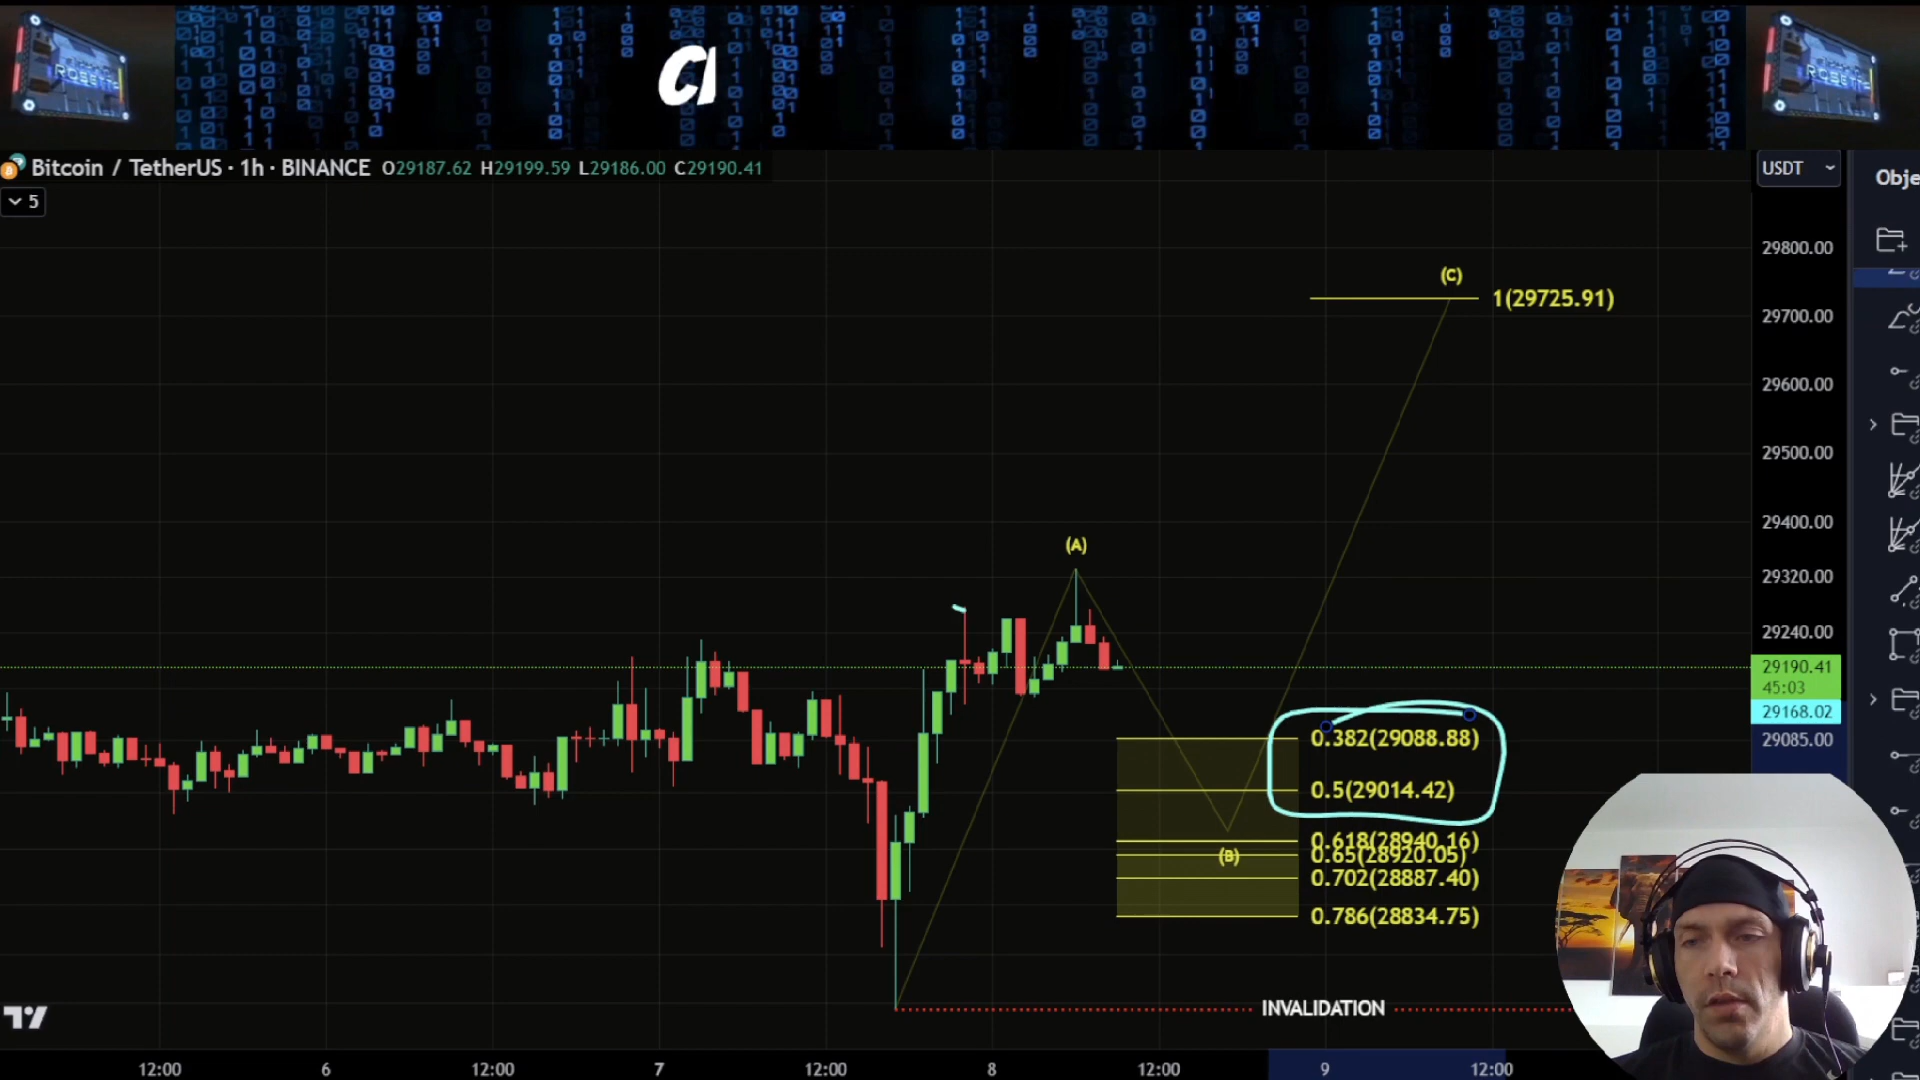 CI
ROSETTE
ROSETTE
Bitcoin / TetherUS · 1h · BINANCE O29187.62 H29199.59 L29186.00 C29190.41
USDT
Obje
5
29800.00
(C)
1(29725.91)
29700.00
29600.00
29500.00
29400.00
(A)
29320.00
29240.00
29190.41
45:03
29168.02
0.382(29088.88)
29085.00
0.5(29014.42)
0.618(28940.16)
(B)
0.65(28920.05)
0.702(28887.40)
0.786(28834.75)
INVALIDATION
12:00 6 12:00 7 12:00 8 12:00 9 12:00